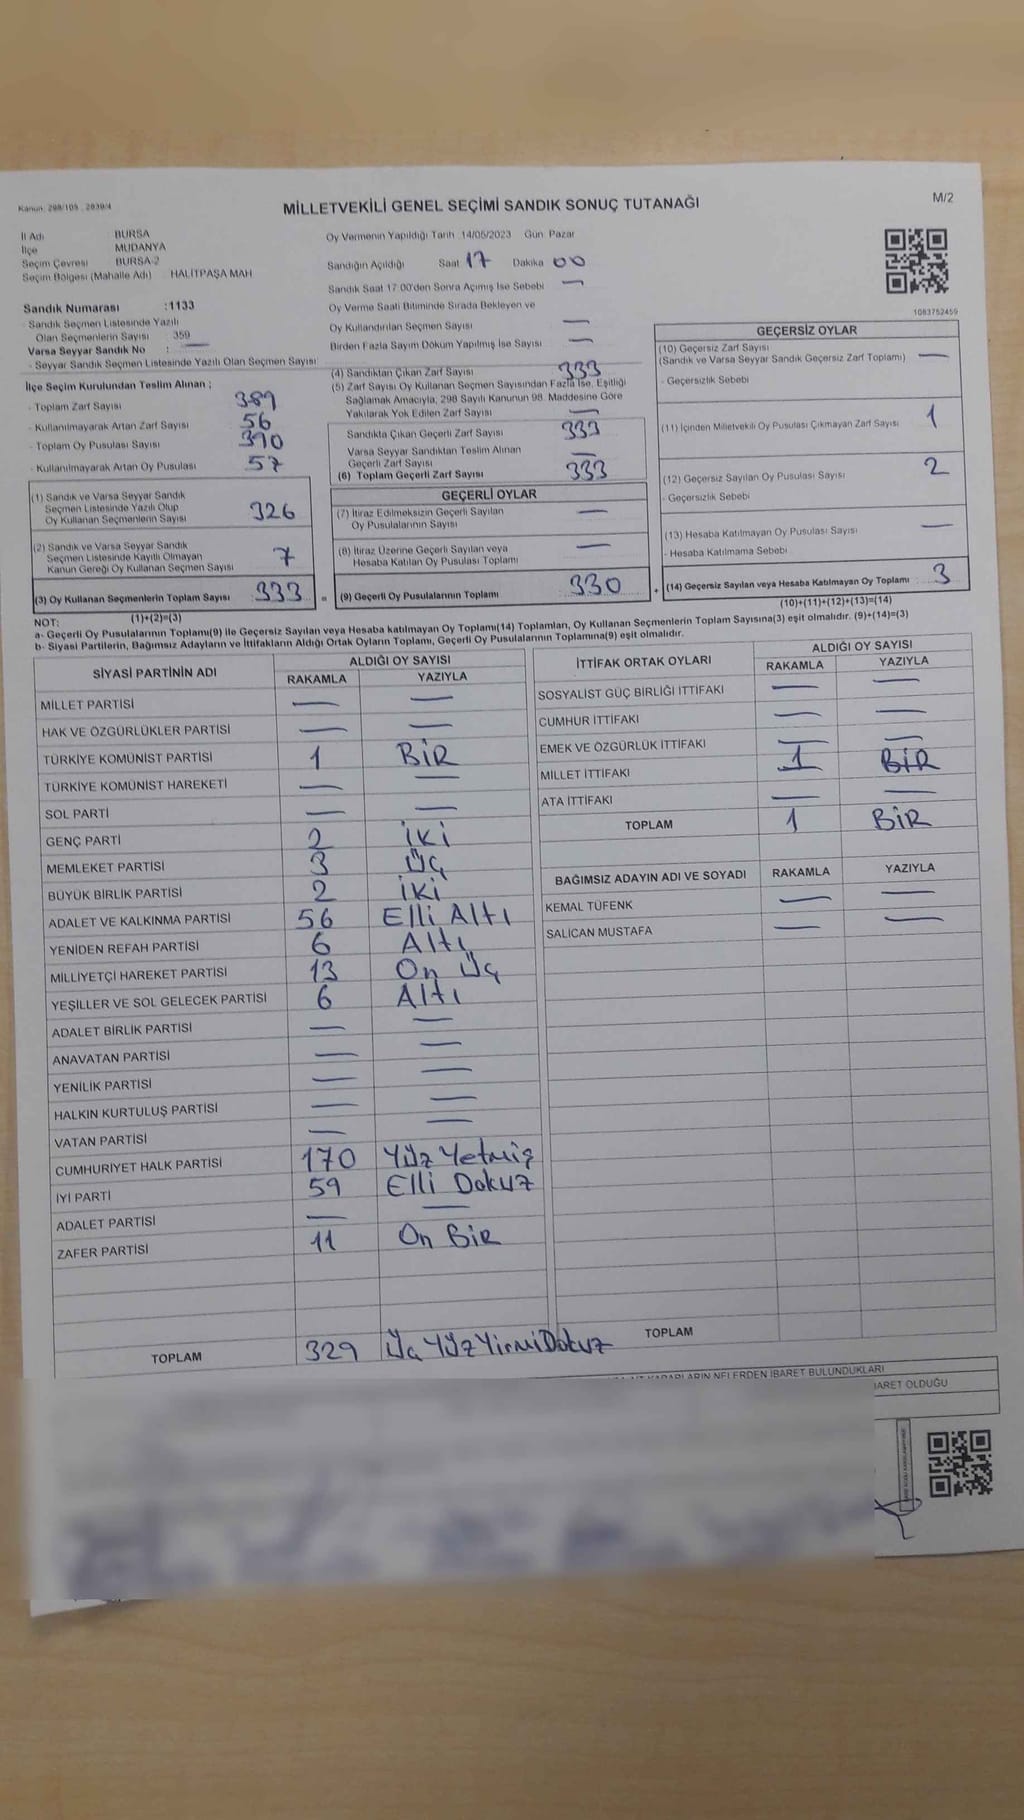 Kanun: 298/105 , 2839/4
MİLLETVEKİLİ GENEL SEÇİMİ SANDIK SONUÇ TUTANAĞI
M/2
İl Adı BURSA
İlçe MUDANYA
Seçim Çevresi BURSA-2
Seçim Bölgesi (Mahalle Adı) HALİTPAŞA MAH
Sandık Numarası :1133
- Sandık Seçmen Listesinde Yazılı
Olan Seçmenlerin Sayısı 359
Varsa Seyyar Sandık No : —
- Seyyar Sandık Seçmen Listesinde Yazılı Olan Seçmen Sayısı
Oy Vermenin Yapıldığı Tarih :14/05/2023 Gün Pazar
Sandığın Açıldığı Saat 17 Dakika 00
Sandık Saat 17:00'den Sonra Açımış İse Sebebi —
Oy Verme Saati Bitiminde Sırada Bekleyen ve
Oy Kullandırılan Seçmen Sayısı —
Birden Fazla Sayım Döküm Yapılmış İse Sayısı —
1083752459
İlçe Seçim Kurulundan Teslim Alınan ;
- Toplam Zarf Sayısı 389
- Kullanılmayarak Artan Zarf Sayısı 56
- Toplam Oy Pusulası Sayısı 390
- Kullanılmayarak Artan Oy Pusulası 57
(1) Sandık ve Varsa Seyyar Sandık
Seçmen Listesinde Yazılı Olup
Oy Kullanan Seçmenlerin Sayısı 326
(2) Sandık ve Varsa Seyyar Sandık
Seçmen Listesinde Kayıtlı Olmayan
Kanun Gereği Oy Kullanan Seçmen Sayısı 7
(3) Oy Kullanan Seçmenlerin Toplam Sayısı 333
(1)+(2)=(3)
(4) Sandıktan Çıkan Zarf Sayısı 333
(5) Zarf Sayısı Oy Kullanan Seçmen Sayısından Fazla İse, Eşitliği
Sağlamak Amacıyla, 298 Sayılı Kanunun 98. Maddesine Göre
Yakılarak Yok Edilen Zarf Sayısı —
Sandıkta Çıkan Geçerli Zarf Sayısı 333
Varsa Seyyar Sandıktan Teslim Alınan
Geçerli Zarf Sayısı —
(6) Toplam Geçerli Zarf Sayısı 333
GEÇERLİ OYLAR
(7) İtiraz Edilmeksizin Geçerli Sayılan
Oy Pusulalarının Sayısı —
(8) İtiraz Üzerine Geçerli Sayılan veya
Hesaba Katılan Oy Pusulası Toplamı —
= (9) Geçerli Oy Pusulalarının Toplamı 330
GEÇERSİZ OYLAR
(10) Geçersiz Zarf Sayısı
(Sandık ve Varsa Seyyar Sandık Geçersiz Zarf Toplamı) —
- Geçersizlik Sebebi
(11) İçinden Milletvekili Oy Pusulası Çıkmayan Zarf Sayısı 1
(12) Geçersiz Sayılan Oy Pusulası Sayısı 2
- Geçersizlik Sebebi
(13) Hesaba Katılmayan Oy Pusulası Sayısı —
- Hesaba Katılmama Sebebi
+ (14) Geçersiz Sayılan veya Hesaba Katılmayan Oy Toplamı 3
(10)+(11)+(12)+(13)=(14)
NOT:
a- Geçerli Oy Pusulalarının Toplamı(9) ile Geçersiz Sayılan veya Hesaba katılmayan Oy Toplamı(14) Toplamları, Oy Kullanan Seçmenlerin Toplam Sayısına(3) eşit olmalıdır. (9)+(14)=(3)
b- Siyasi Partilerin, Bağımsız Adayların ve İttifakların Aldığı Ortak Oyların Toplamı, Geçerli Oy Pusulalarının Toplamına(9) eşit olmalıdır.
SİYASİ PARTİNİN ADI ALDIĞI OY SAYISI
RAKAMLA YAZIYLA
MİLLET PARTİSİ — —
HAK VE ÖZGÜRLÜKLER PARTİSİ — —
TÜRKİYE KOMÜNİST PARTİSİ 1 BİR
TÜRKİYE KOMÜNİST HAREKETİ — —
SOL PARTİ — —
GENÇ PARTİ 2 İKİ
MEMLEKET PARTİSİ 3 ÜÇ
BÜYÜK BİRLİK PARTİSİ 2 İKİ
ADALET VE KALKINMA PARTİSİ 56 Elli Altı
YENİDEN REFAH PARTİSİ 6 Altı
MİLLİYETÇİ HAREKET PARTİSİ 13 On Üç
YEŞİLLER VE SOL GELECEK PARTİSİ 6 Altı
ADALET BİRLİK PARTİSİ — —
ANAVATAN PARTİSİ — —
YENİLİK PARTİSİ — —
HALKIN KURTULUŞ PARTİSİ — —
VATAN PARTİSİ — —
CUMHURİYET HALK PARTİSİ 170 Yüz Yetmiş
İYİ PARTİ 59 Elli Dokuz
ADALET PARTİSİ — —
ZAFER PARTİSİ 11 On Bir
TOPLAM 329 Üç Yüz Yirmi Dokuz
İTTİFAK ORTAK OYLARI ALDIĞI OY SAYISI
RAKAMLA YAZIYLA
SOSYALİST GÜÇ BİRLİĞİ İTTİFAKI — —
CUMHUR İTTİFAKI — —
EMEK VE ÖZGÜRLÜK İTTİFAKI — —
MİLLET İTTİFAKI 1 BİR
ATA İTTİFAKI — —
TOPLAM 1 BİR
BAĞIMSIZ ADAYIN ADI VE SOYADI RAKAMLA YAZIYLA
KEMAL TÜFENK — —
SALİCAN MUSTAFA — —
TOPLAM
KARARLARIN NELERDEN İBARET BULUNDUKLARI
İBARET OLDUĞU